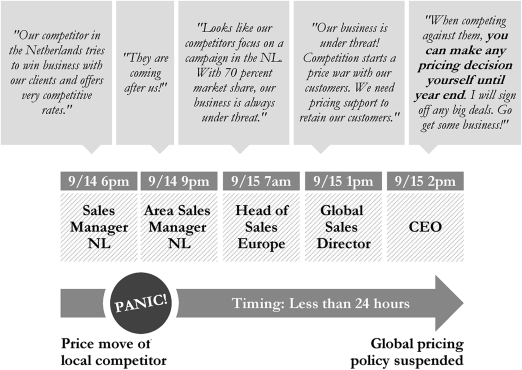 "Our competitor in
the Netherlands tries
to win business with
our clients and offers
very competitive
rates."
"They are
coming
after us!"
"Looks like our
competitors focus on a
campaign in the NL.
With 70 percent
market share, our
business is always
under threat."
"Our business is
under threat!
Competition starts a
price war with our
customers. We need
pricing support to
retain our customers."
"When competing
against them, you
can make any
pricing decision
yourself until
year end. I will sign
off any big deals. Go
get some business!"
9/14 6pm
9/14 9pm
9/15 7am
9/15 1pm
9/15 2pm
Sales
Manager
NL
Area Sales
Manager
NL
Head of
Sales
Europe
Global
Sales
Director
CEO
PANIC!
Timing: Less than 24 hours
Price move of
local competitor
Global pricing
policy suspended